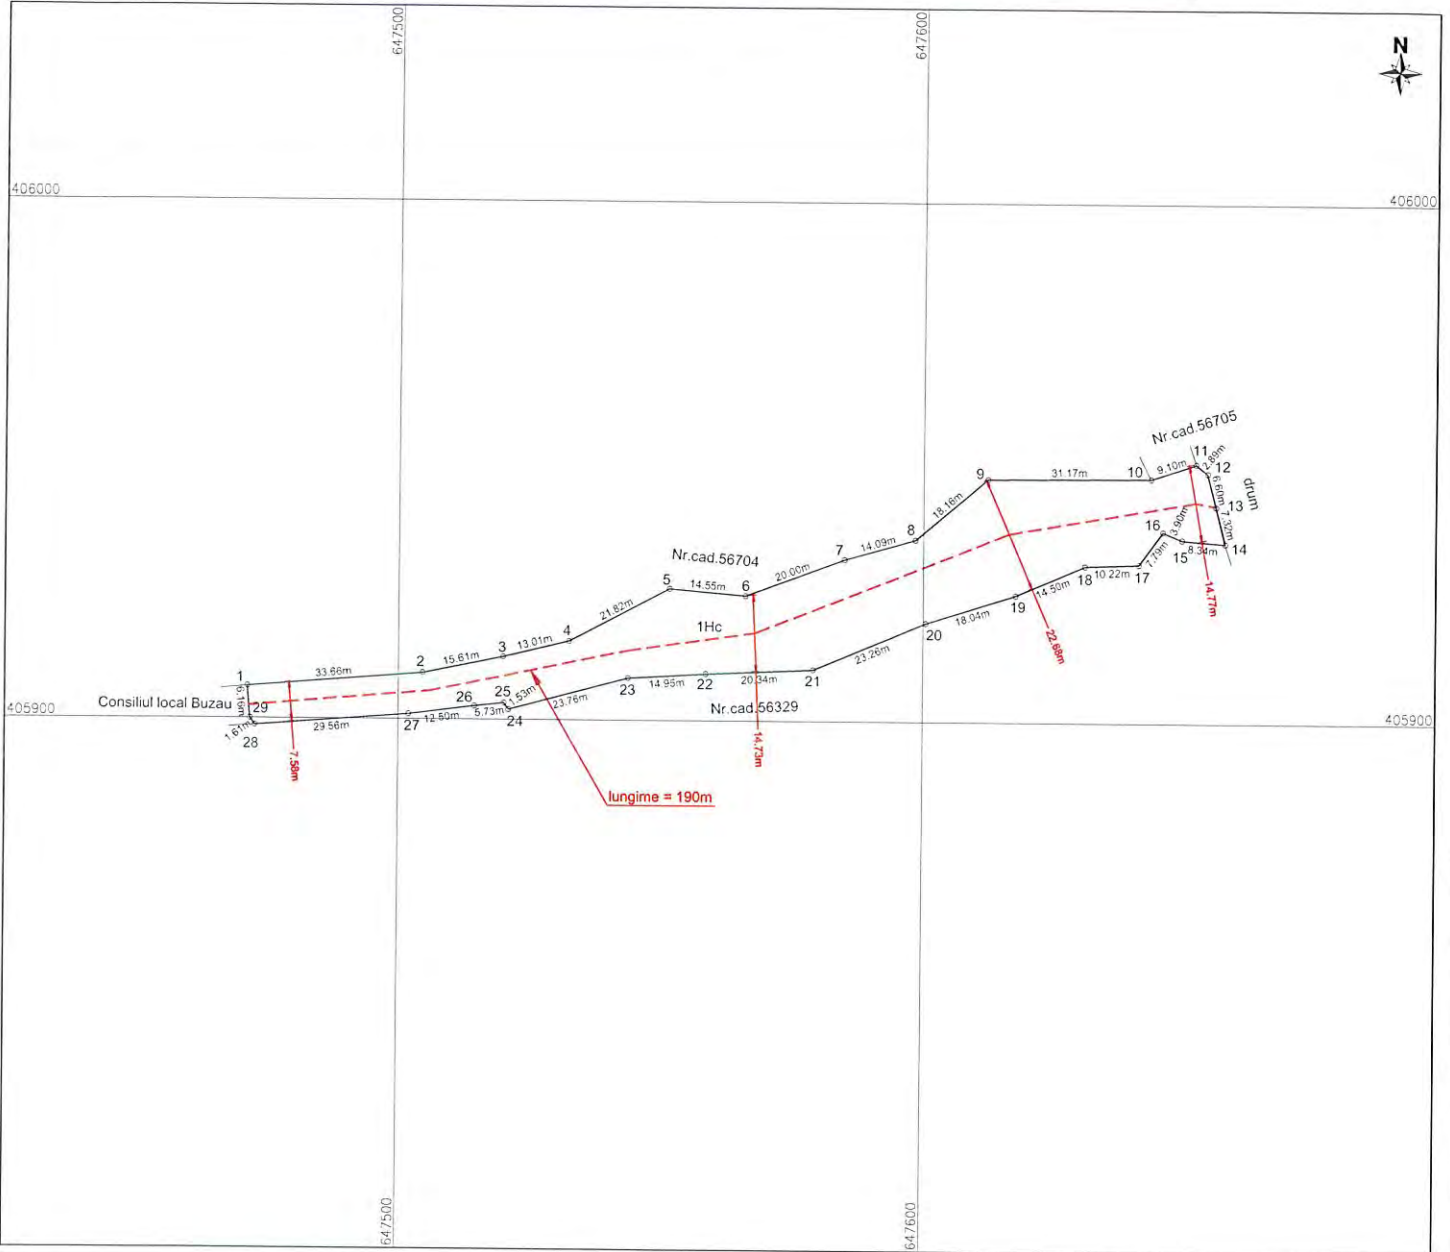 647500
647600
N
406000
406000
Nr.cad.56705
11
9.10m
2.89m
12
9
31.17m
10
6.60m
drum
13
7.32m
18.16m
8
16
3.90m
14.09m
7
15
8.34m
14
Nr.cad.56704
20.00m
7.79m
5
14.55m
6
18
10.22m
17
14.77m
21.82m
14.50m
19
4
1Hc
13.01m
3
18.04m
20
15.61m
22.68m
2
33.66m
1
23.26m
6.16m
23
14.95m
22
20.34m
21
Consiliul local Buzau
29
25
1.53m
23.76m
26
5.73m
24
Nr.cad.56329
405900
405900
1.61m
29.56m
27
12.50m
28
7.58m
14.73m
lungime = 190m
647500
647600